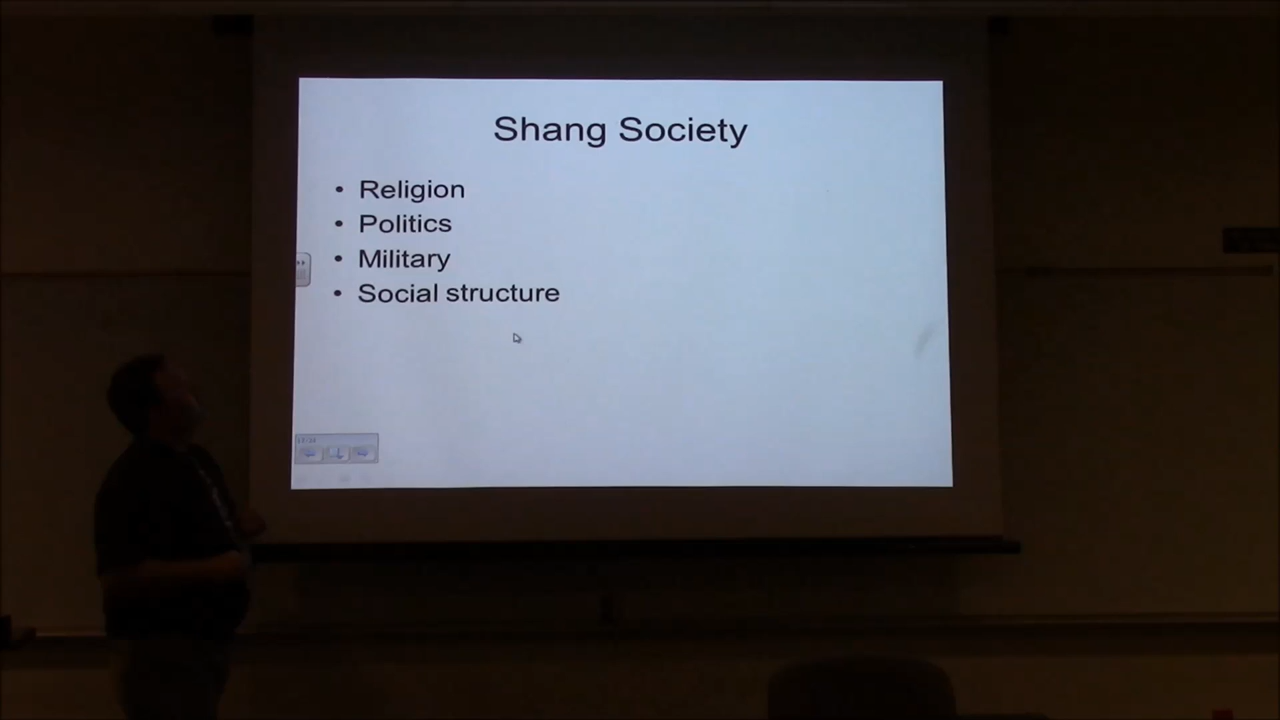 Shang Society
• Religion
• Politics
• Military
• Social structure